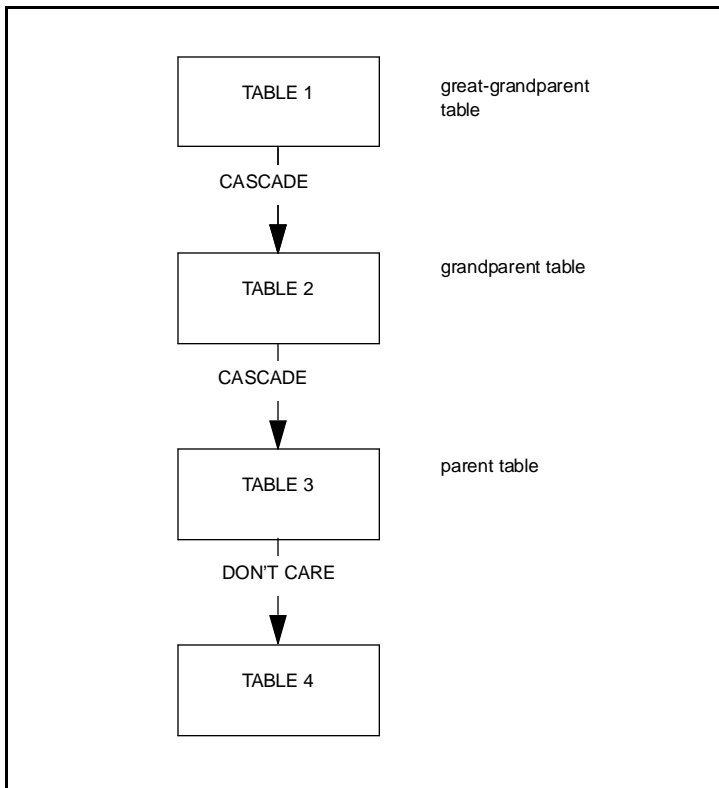 TABLE 1
great-grandparent
table
CASCADE
TABLE 2
grandparent table
CASCADE
TABLE 3
parent table
DON'T CARE
TABLE 4